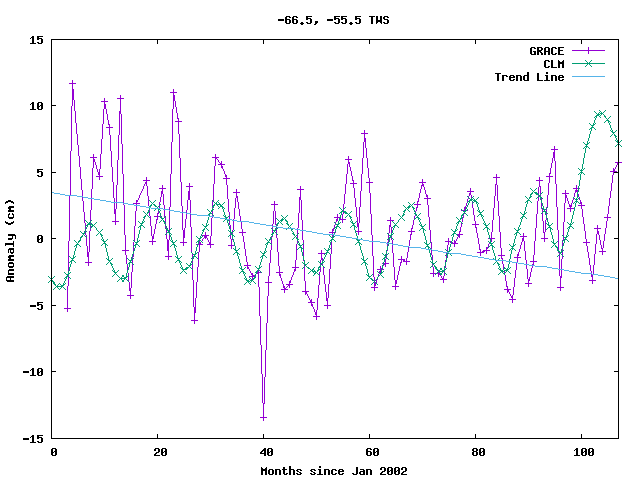 -66.5, -55.5 TWS
GRACE
CLM
Trend Line
15
10
5
0
-5
-10
-15
Anomaly (cm)
0 20 40 60 80 100
Months since Jan 2002